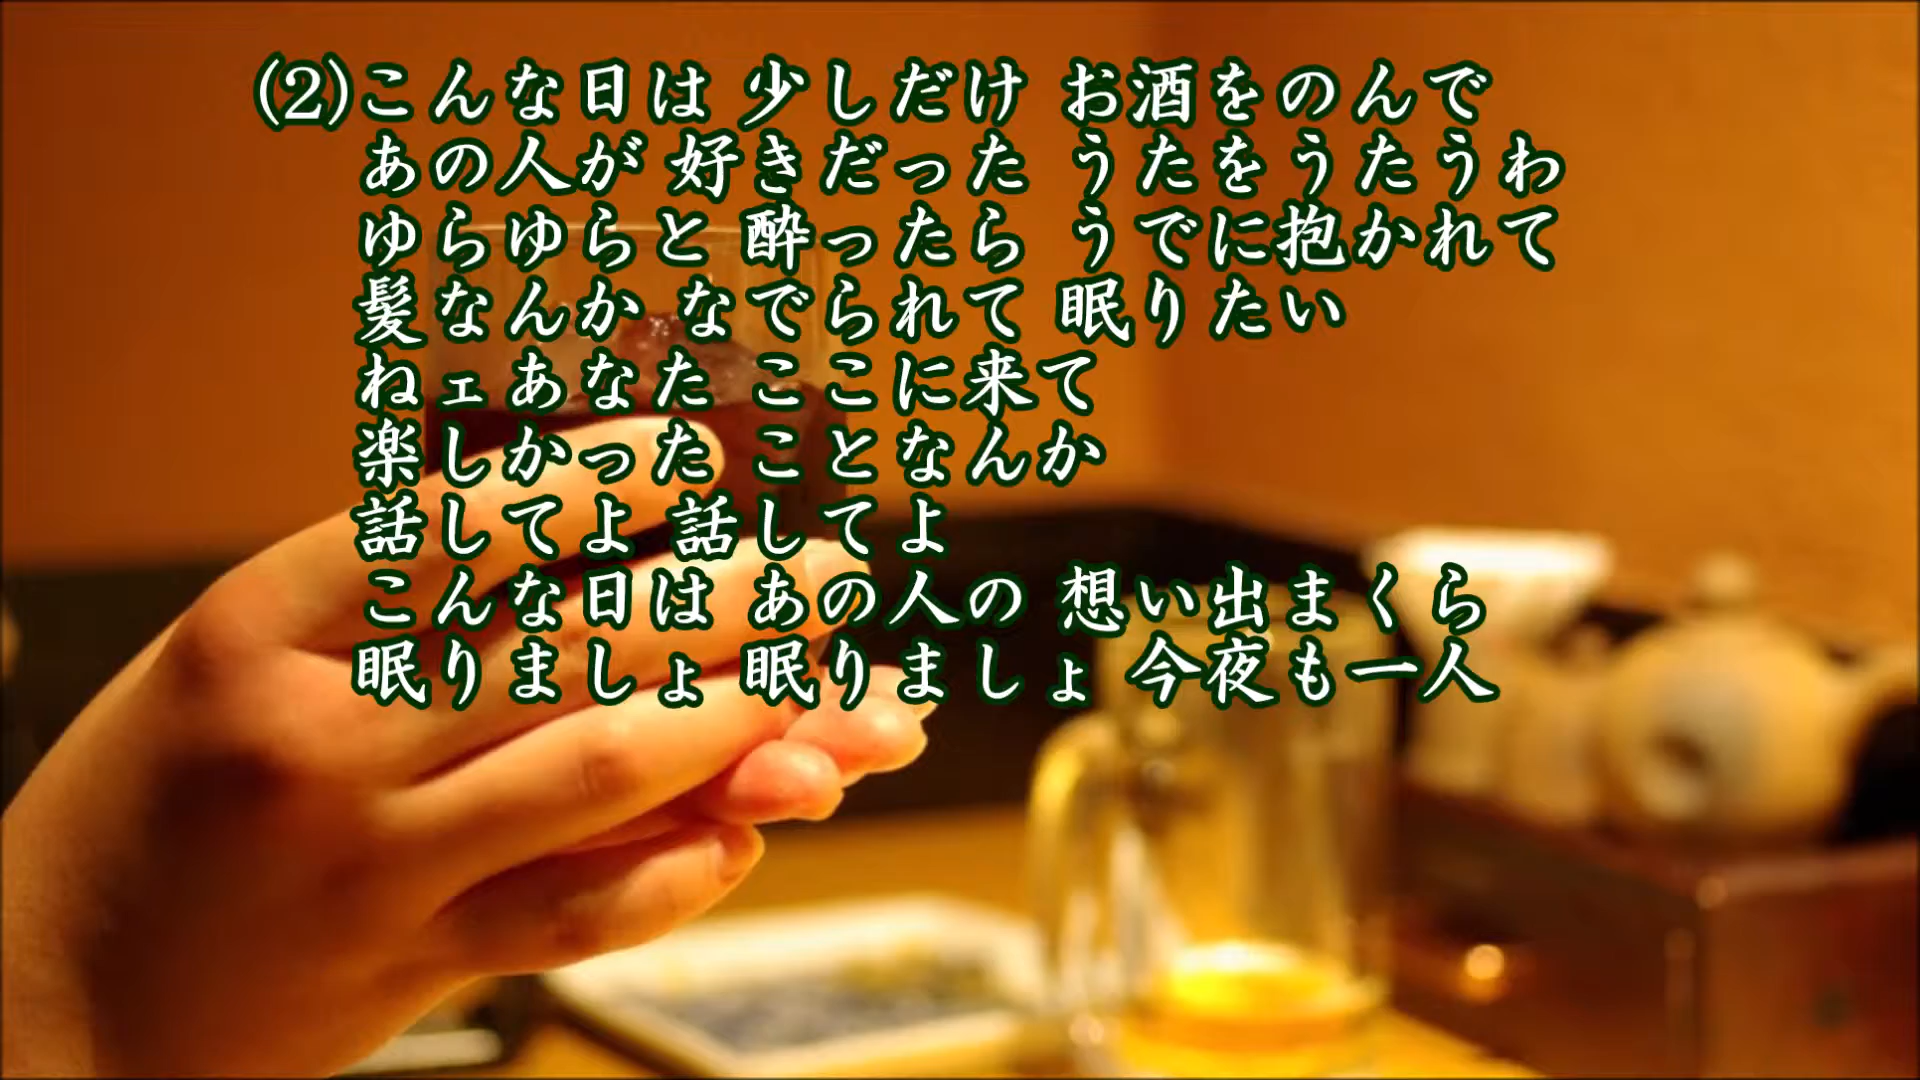 (2)こんな日は 少しだけ お酒をのんで
あの人が 好きだった うたをうたうわ
ゆらゆらと 酔ったら うでに抱かれて
髪なんか なでられて 眠りたい
ねェあなた ここに来て
楽しかった ことなんか
話してよ 話してよ
こんな日は あの人の 想い出まくら
眠りましょ 眠りましょ 今夜も一人